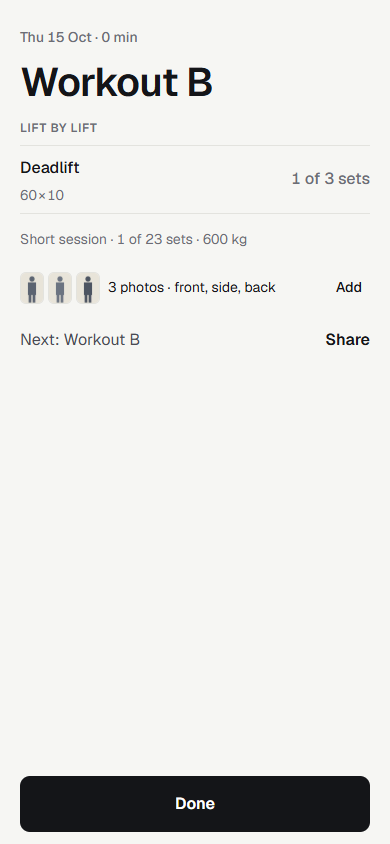 Thu 15 Oct · 0 min
Workout B
LIFT BY LIFT
Deadlift
1 of 3 sets
60×10
Short session · 1 of 23 sets · 600 kg
3 photos · front, side, back
Add
Next: Workout B
Share
Done